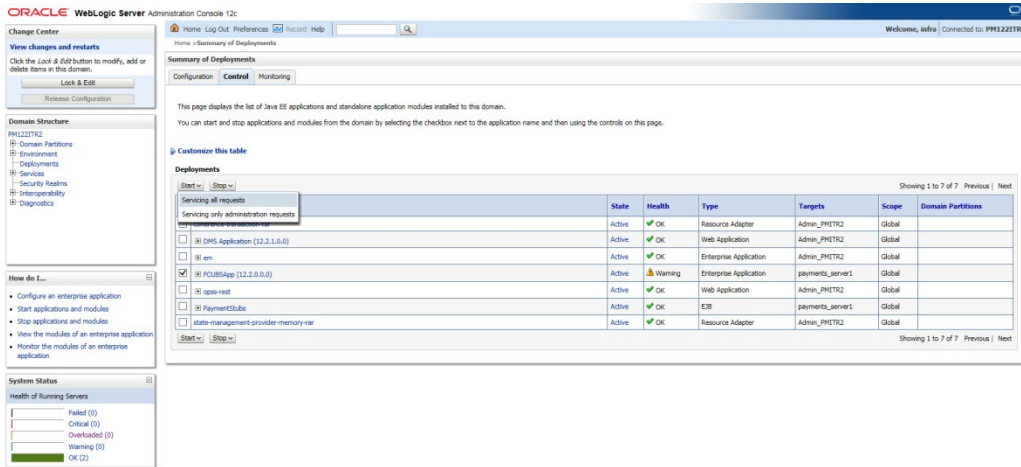 ORACLE WebLogic Server Administration Console 12c
Change Center
View changes and restarts
Click the Lock & Edit button to modify, add or
delete items in this domain.
Lock & Edit
Release Configuration
Domain Structure
PM122ITR2
Domain Partitions
Environment
Deployments
Services
Security Realms
Interoperability
Diagnostics
How do I...
Configure an enterprise application
Start applications and modules
Stop applications and modules
View the modules of an enterprise application
Monitor the modules of an enterprise
application
System Status
Health of Running Servers
Failed (0)
Critical (0)
Overloaded (0)
Warning (0)
OK (2)
Home Log Out Preferences Record Help
Welcome, infra Connected to: PM122ITR
Home >Summary of Deployments
Summary of Deployments
Configuration Control Monitoring
This page displays the list of Java EE applications and standalone application modules installed to this domain.
You can start and stop applications and modules from the domain by selecting the checkbox next to the application name and then using the controls on this page.
Customize this table
Deployments
Start Stop Showing 1 to 7 of 7 Previous | Next
Servicing all requests
Servicing only administration requests
State Health Type Targets Scope Domain Partitions
coherence-transaction-rar Active OK Resource Adapter Admin_PMITR2 Global
DMS Application (12.2.1.0.0) Active OK Web Application Admin_PMITR2 Global
em Active OK Enterprise Application Admin_PMITR2 Global
FCUBSApp (12.2.0.0.0) Active Warning Enterprise Application payments_server1 Global
opss-rest Active OK Web Application Admin_PMITR2 Global
PaymentStubs Active OK EJB payments_server1 Global
state-management-provider-memory-rar Active OK Resource Adapter Admin_PMITR2 Global
Start Stop Showing 1 to 7 of 7 Previous | Next